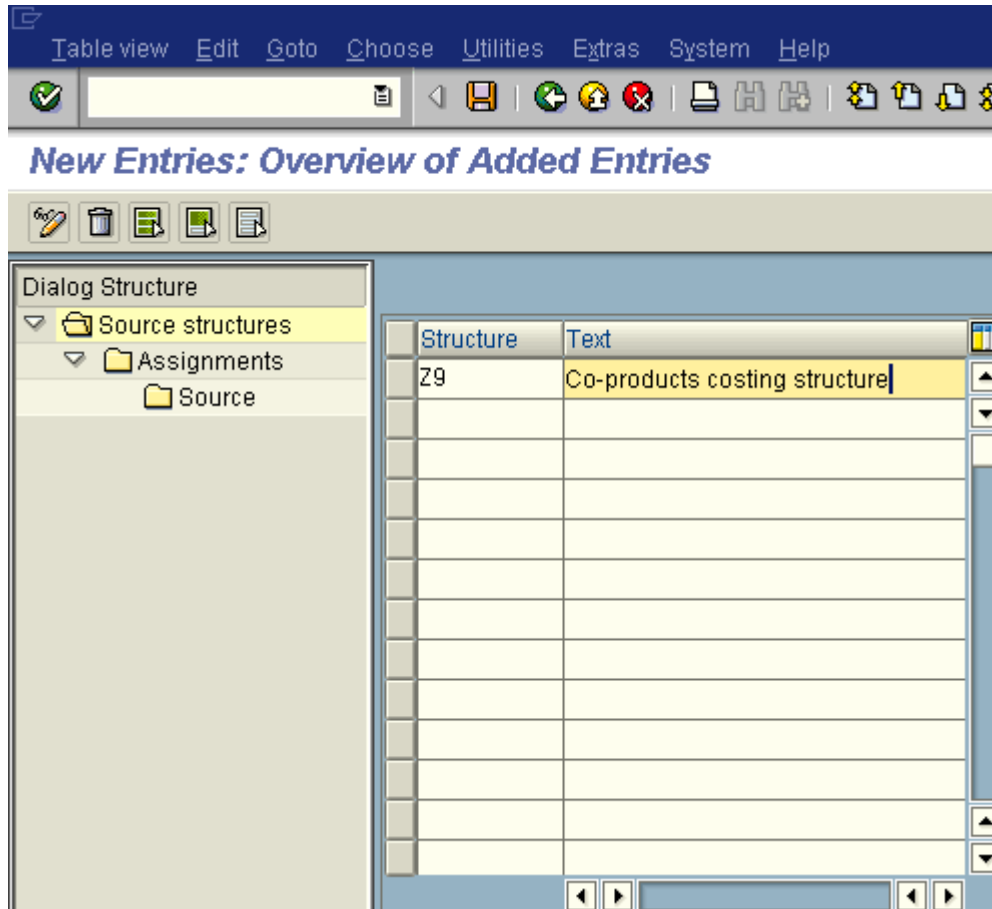 Table view Edit Goto Choose Utilities Extras System Help
New Entries: Overview of Added Entries
Dialog Structure
Source structures
Assignments
Source
Structure Text
Z9 Co-products costing structure